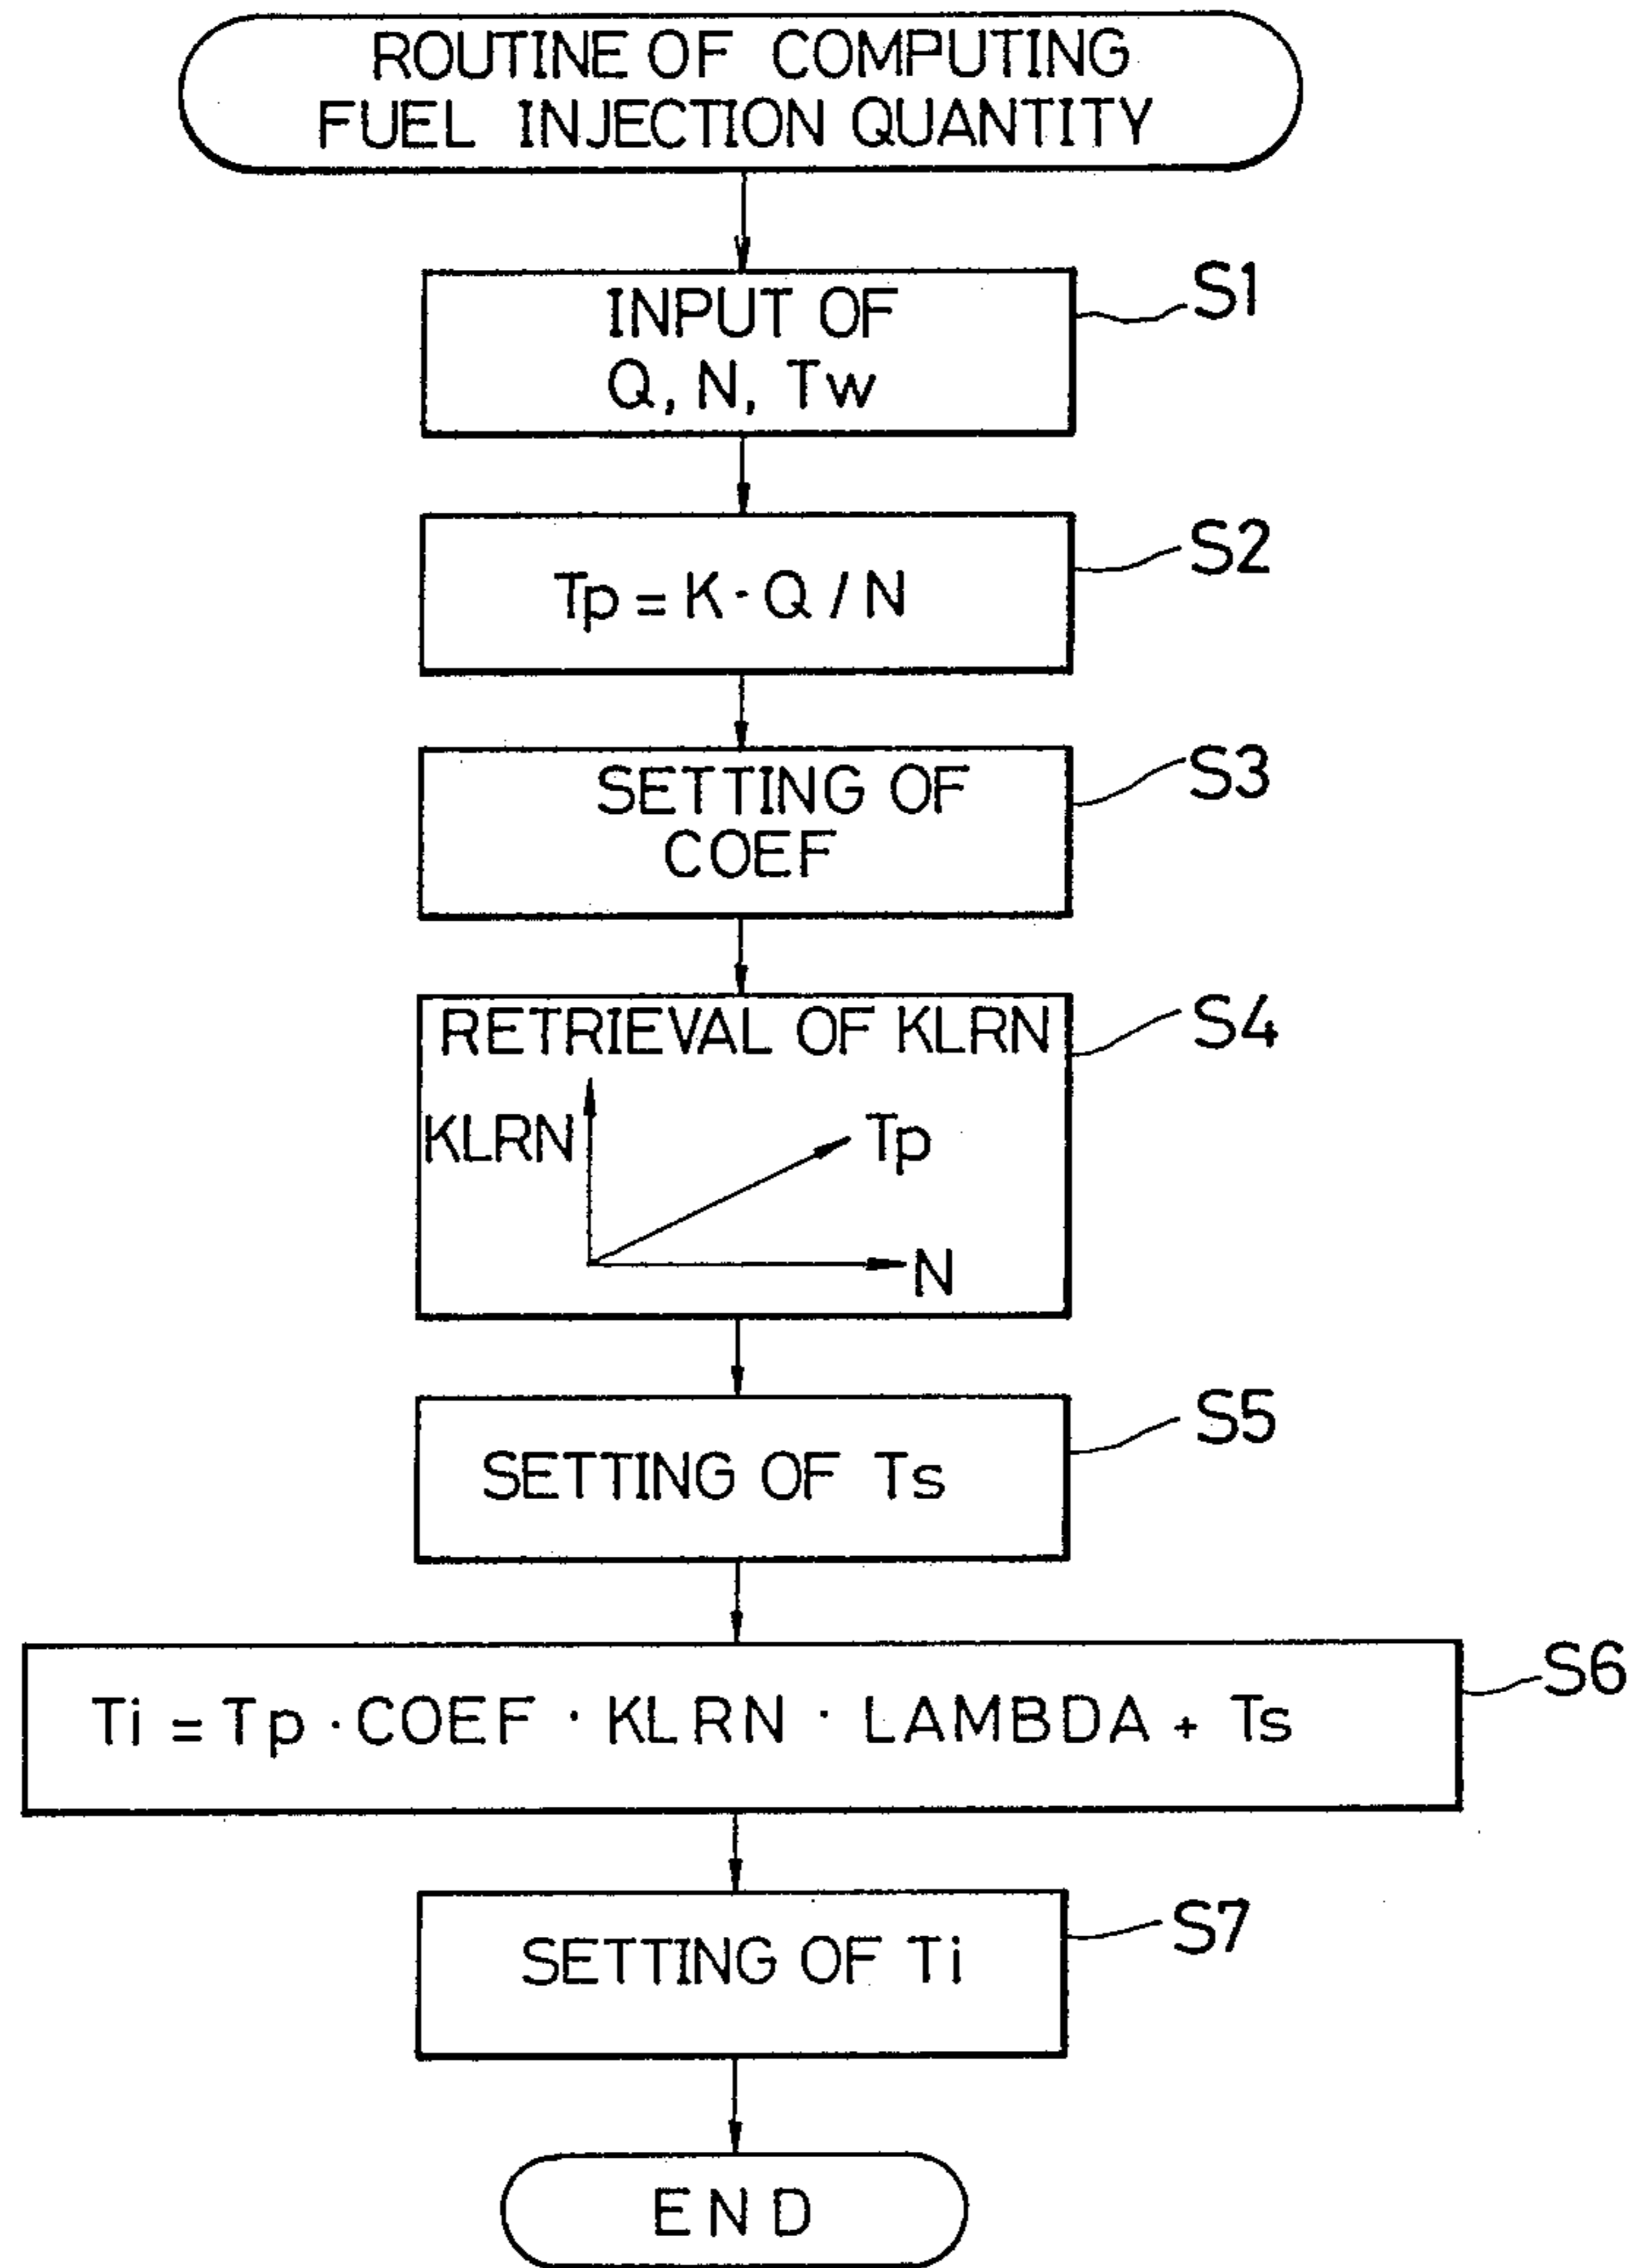 ROUTINE OF COMPUTING
FUEL INJECTION QUANTITY
INPUT OF
Q, N, Tw
S1
Tp = K · Q / N
S2
SETTING OF
COEF
S3
RETRIEVAL OF KLRN
KLRN
Tp
N
S4
SETTING OF Ts
S5
Ti = Tp · COEF · KLRN · LAMBDA + Ts
S6
SETTING OF Ti
S7
END